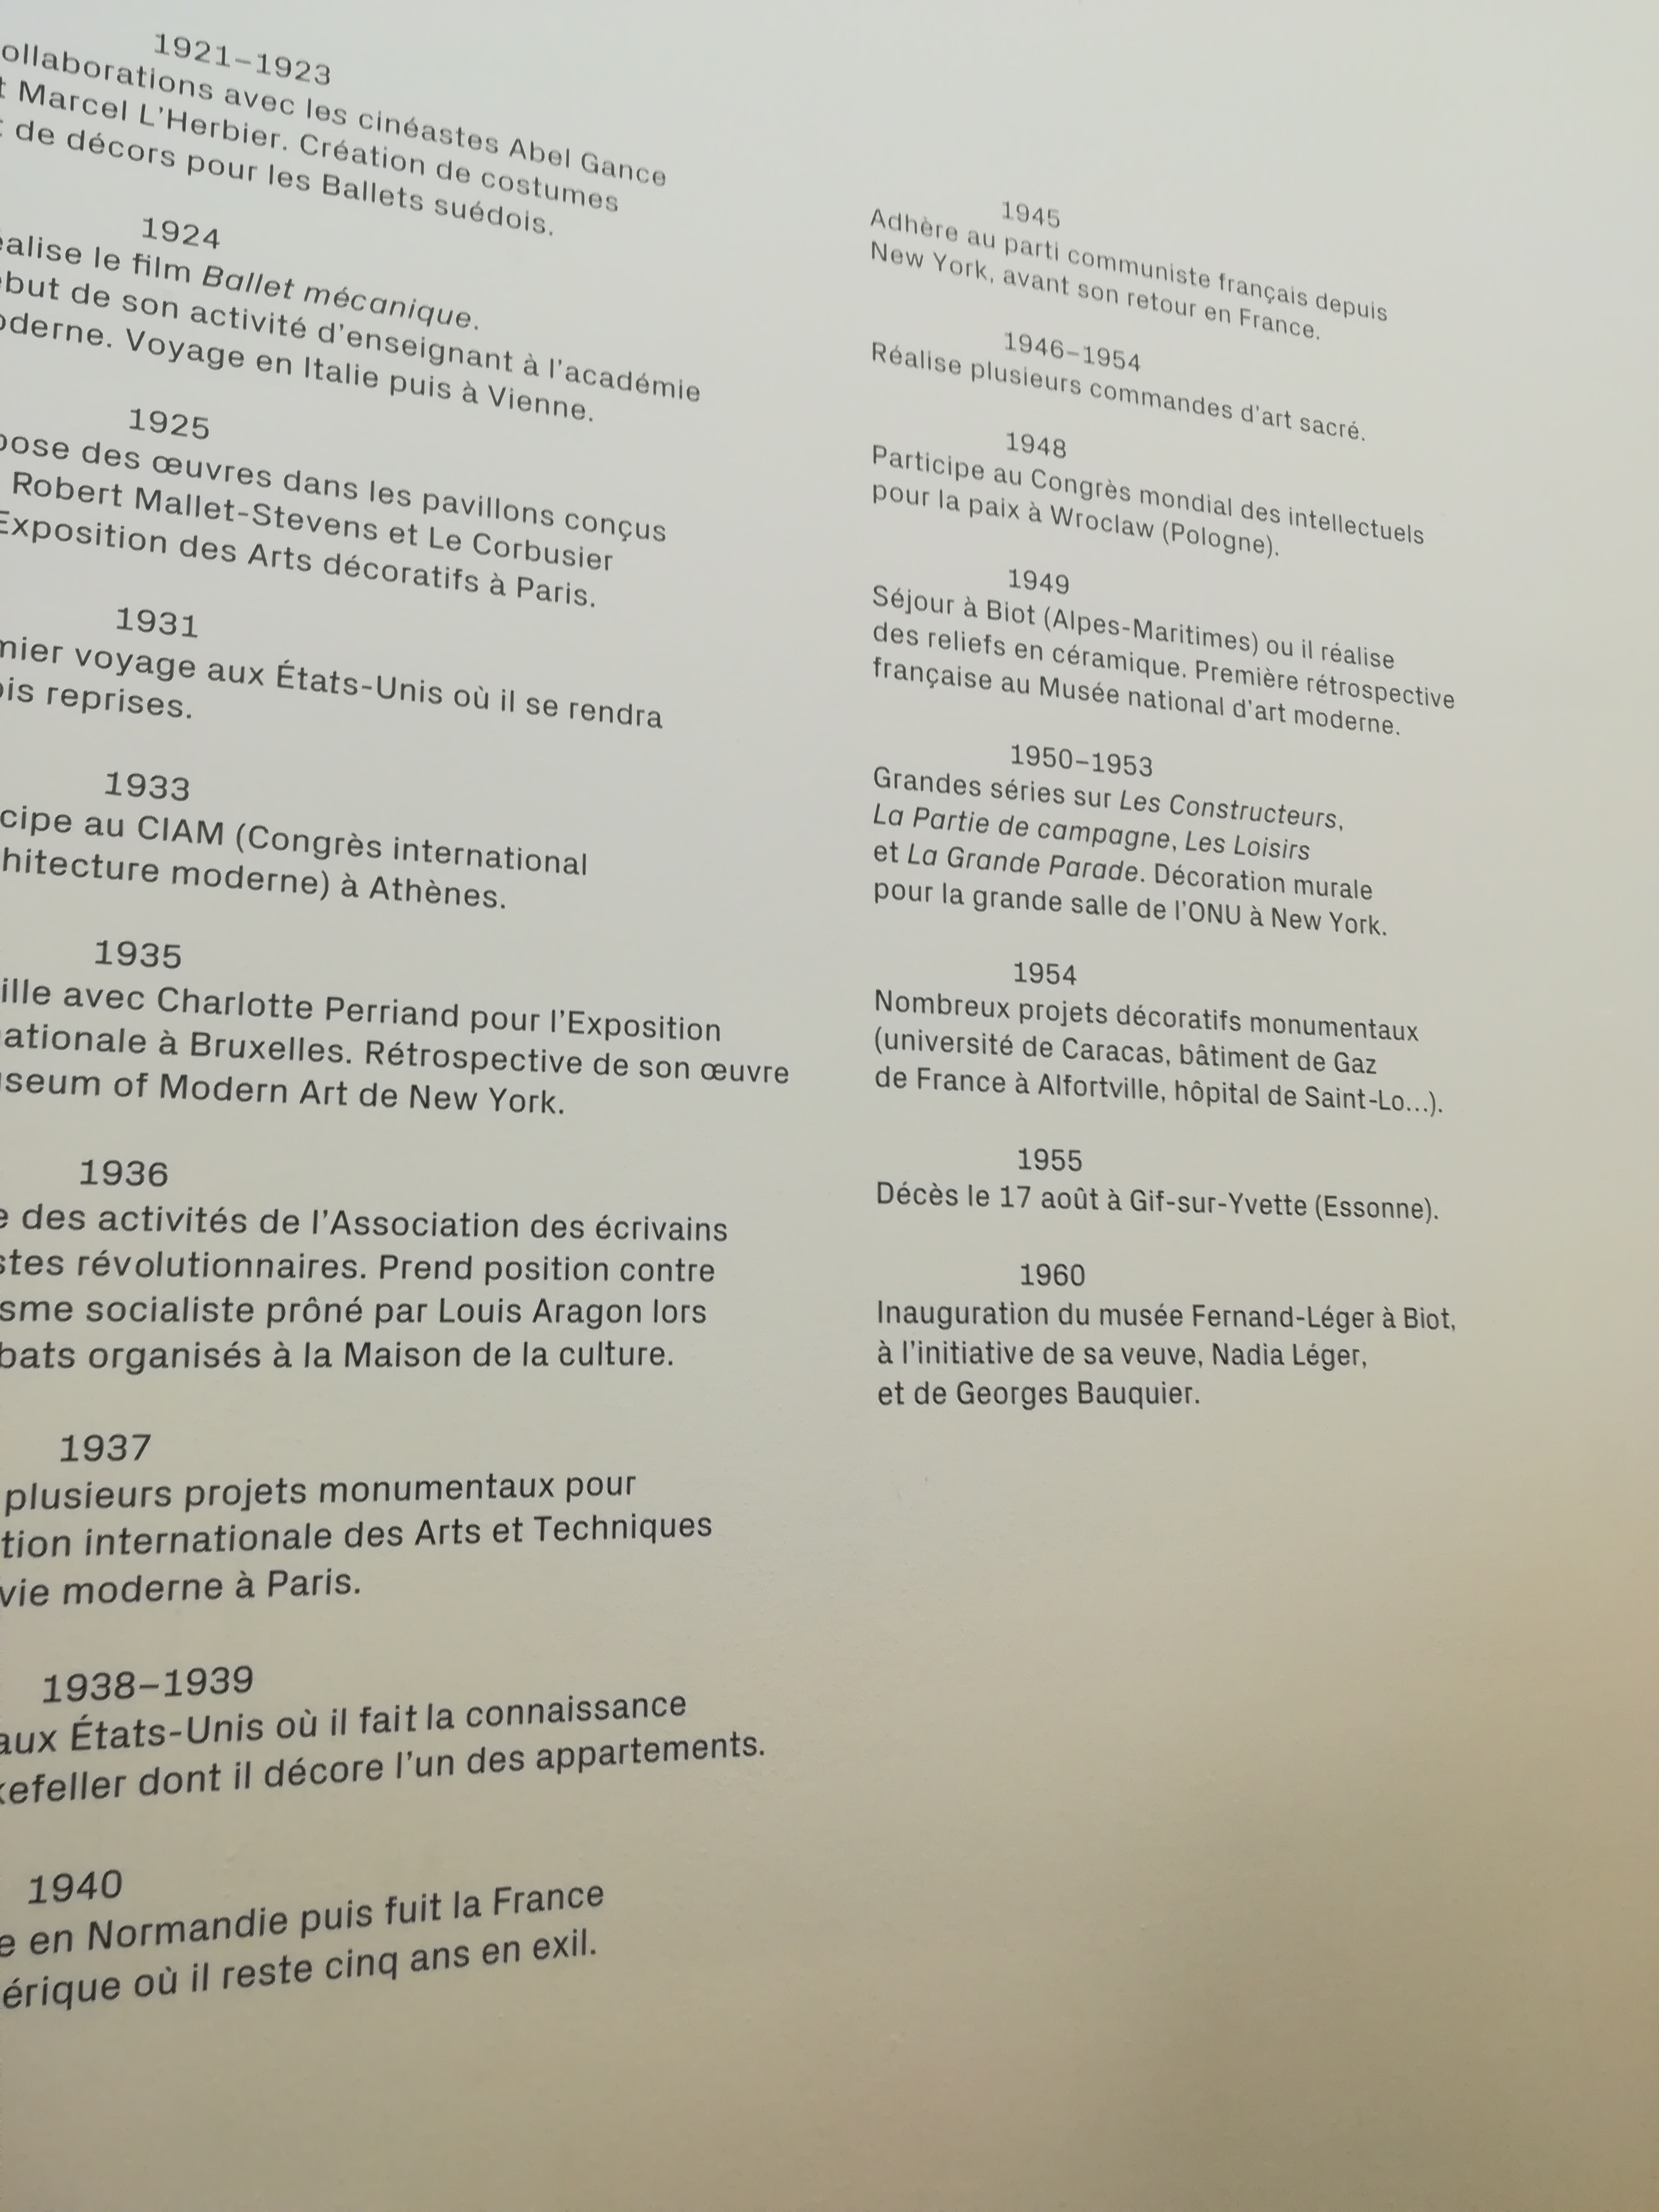 1921–1923
ollaborations avec les cinéastes Abel Gance
t Marcel L'Herbier. Création de costumes
t de décors pour les Ballets suédois.
1924
éalise le film Ballet mécanique.
ébut de son activité d'enseignant à l'académie
oderne. Voyage en Italie puis à Vienne.
1925
pose des œuvres dans les pavillons conçus
Robert Mallet-Stevens et Le Corbusier
Exposition des Arts décoratifs à Paris.
1931
mier voyage aux États-Unis où il se rendra
ois reprises.
1933
cipe au CIAM (Congrès international
hitecture moderne) à Athènes.
1935
ille avec Charlotte Perriand pour l'Exposition
nationale à Bruxelles. Rétrospective de son œuvre
useum of Modern Art de New York.
1936
e des activités de l'Association des écrivains
stes révolutionnaires. Prend position contre
sme socialiste prôné par Louis Aragon lors
bats organisés à la Maison de la culture.
1937
plusieurs projets monumentaux pour
tion internationale des Arts et Techniques
vie moderne à Paris.
1938–1939
aux États-Unis où il fait la connaissance
kefeller dont il décore l'un des appartements.
1940
e en Normandie puis fuit la France
érique où il reste cinq ans en exil.
1945
Adhère au parti communiste français depuis
New York, avant son retour en France.
1946–1954
Réalise plusieurs commandes d'art sacré.
1948
Participe au Congrès mondial des intellectuels
pour la paix à Wroclaw (Pologne).
1949
Séjour à Biot (Alpes-Maritimes) ou il réalise
des reliefs en céramique. Première rétrospective
française au Musée national d'art moderne.
1950–1953
Grandes séries sur Les Constructeurs,
La Partie de campagne, Les Loisirs
et La Grande Parade. Décoration murale
pour la grande salle de l'ONU à New York.
1954
Nombreux projets décoratifs monumentaux
(université de Caracas, bâtiment de Gaz
de France à Alfortville, hôpital de Saint-Lo...).
1955
Décès le 17 août à Gif-sur-Yvette (Essonne).
1960
Inauguration du musée Fernand-Léger à Biot,
à l'initiative de sa veuve, Nadia Léger,
et de Georges Bauquier.